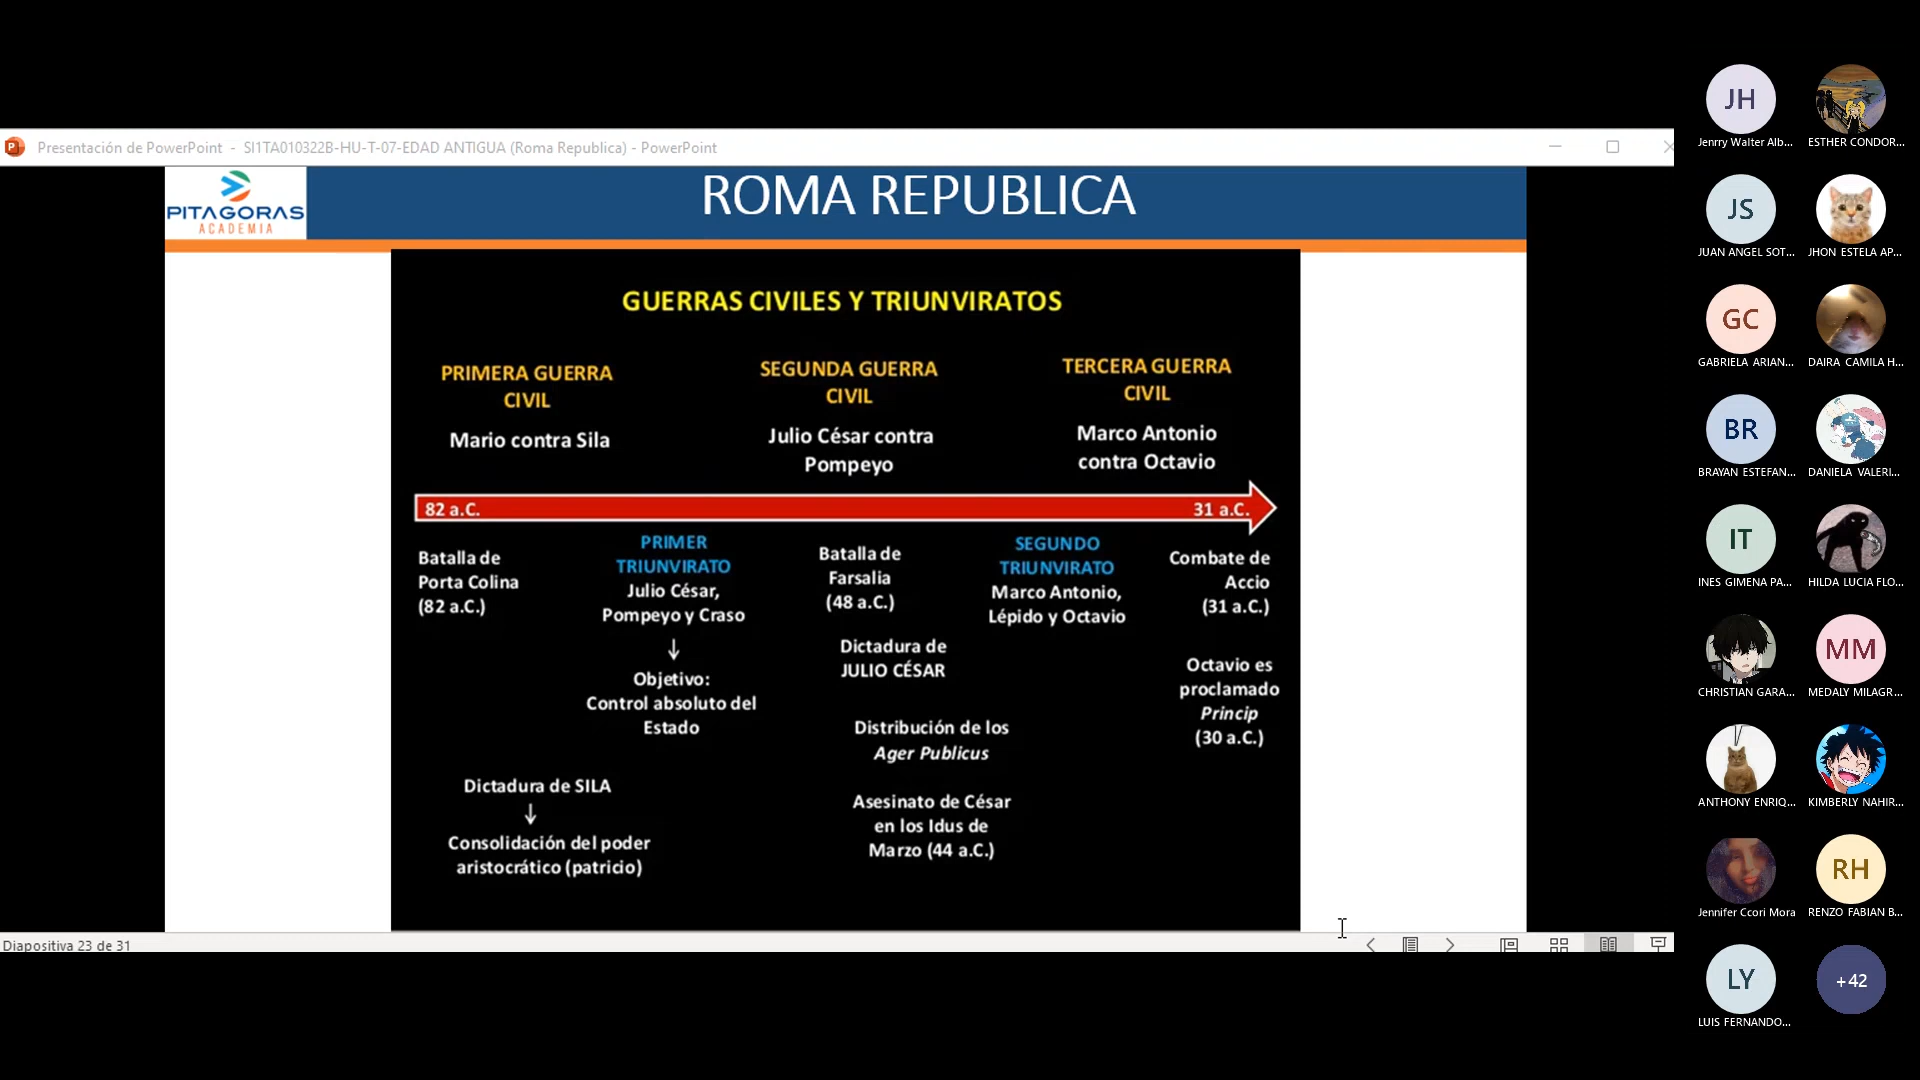 Presentación de PowerPoint - SI1TA010322B-HU-T-07-EDAD ANTIGUA (Roma Republica) - PowerPoint
PITAGORAS
ACADEMIA
ROMA REPUBLICA
GUERRAS CIVILES Y TRIUNVIRATOS
PRIMERA GUERRA
CIVIL
Mario contra Sila
SEGUNDA GUERRA
CIVIL
Julio César contra
Pompeyo
TERCERA GUERRA
CIVIL
Marco Antonio
contra Octavio
82 a.C.
31 a.C.
Batalla de
Porta Colina
(82 a.C.)
PRIMER
TRIUNVIRATO
Julio César,
Pompeyo y Craso
↓
Objetivo:
Control absoluto del
Estado
Batalla de
Farsalia
(48 a.C.)
Dictadura de
JULIO CÉSAR
Distribución de los
Ager Publicus
Asesinato de César
en los Idus de
Marzo (44 a.C.)
SEGUNDO
TRIUNVIRATO
Marco Antonio,
Lépido y Octavio
Combate de
Accio
(31 a.C.)
Octavio es
proclamado
Princip
(30 a.C.)
Dictadura de SILA
↓
Consolidación del poder
aristocrático (patricio)
Diapositiva 23 de 31
JH
Jenrry Walter Alb...
ESTHER CONDOR...
JS
JUAN ANGEL SOT...
JHON ESTELA AP...
GC
GABRIELA ARIAN...
DAIRA CAMILA H...
BR
BRAYAN ESTEFAN...
DANIELA VALERI...
IT
INES GIMENA PA...
HILDA LUCIA FLO...
CHRISTIAN GARA...
MM
MEDALY MILAGR...
ANTHONY ENRIQ...
KIMBERLY NAHIR...
Jennifer Ccori Mora
RH
RENZO FABIAN B...
LY
LUIS FERNANDO...
+42